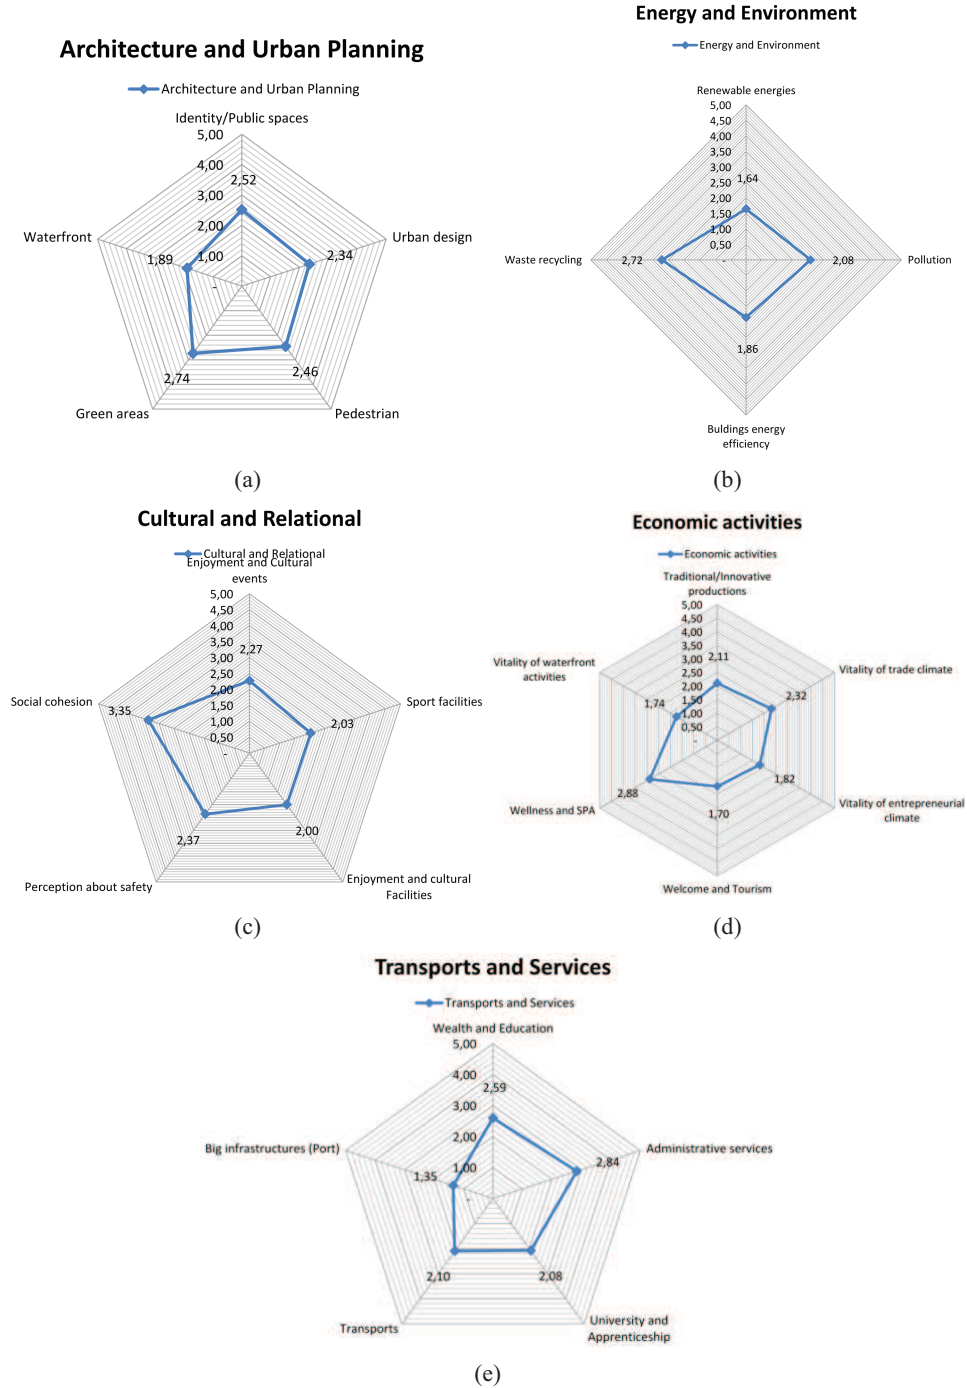 Architecture and Urban Planning
Architecture and Urban Planning
Identity/Public spaces
5,00
4,00
3,00
2,00
1,00
-
2,52
Urban design
2,34
Pedestrian
2,46
Green areas
2,74
Waterfront
1,89
(a)
Energy and Environment
Energy and Environment
Renewable energies
5,00
4,50
4,00
3,50
3,00
2,50
2,00
1,50
1,00
0,50
-
1,64
Pollution
2,08
Buldings energy
efficiency
1,86
Waste recycling
2,72
(b)
Cultural and Relational
Cultural and Relational
Enjoyment and Cultural
events
5,00
4,50
4,00
3,50
3,00
2,50
2,00
1,50
1,00
0,50
-
2,27
Sport facilities
2,03
Enjoyment and cultural
Facilities
2,00
Perception about safety
2,37
Social cohesion
3,35
(c)
Economic activities
Economic activities
Traditional/Innovative
productions
5,00
4,50
4,00
3,50
3,00
2,50
2,00
1,50
1,00
0,50
-
2,11
Vitality of trade climate
2,32
Vitality of entrepreneurial
climate
1,82
Welcome and Tourism
1,70
Wellness and SPA
2,88
Vitality of waterfront
activities
1,74
(d)
Transports and Services
Transports and Services
Wealth and Education
5,00
4,00
3,00
2,00
1,00
-
2,59
Administrative services
2,84
University and
Apprenticeship
2,08
Transports
2,10
Big infrastructures (Port)
1,35
(e)